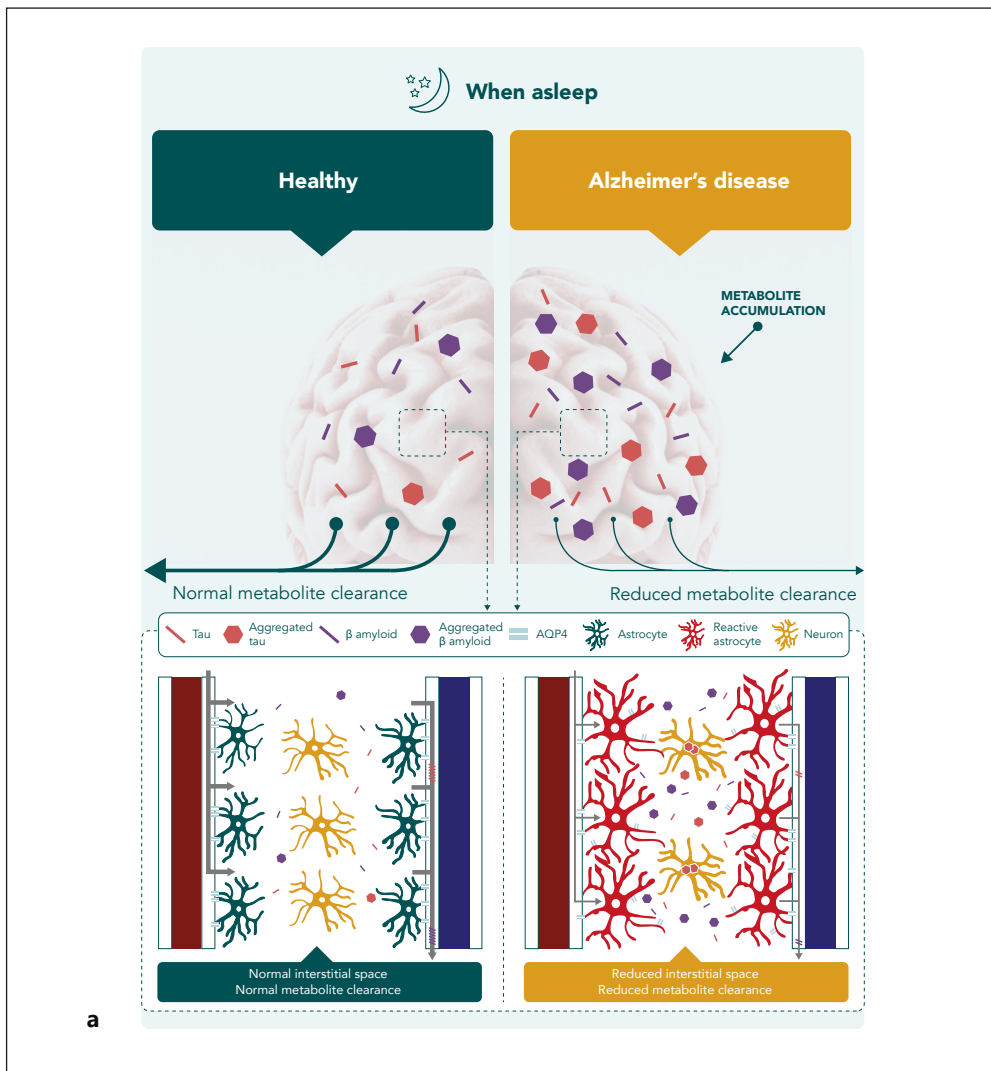 When asleep
Healthy
Alzheimer's disease
METABOLITE
ACCUMULATION
Normal metabolite clearance
Reduced metabolite clearance
Tau
Aggregated
tau
β amyloid
Aggregated
β amyloid
AQP4
Astrocyte
Reactive
astrocyte
Neuron
Normal interstitial space
Normal metabolite clearance
Reduced interstitial space
Reduced metabolite clearance
a